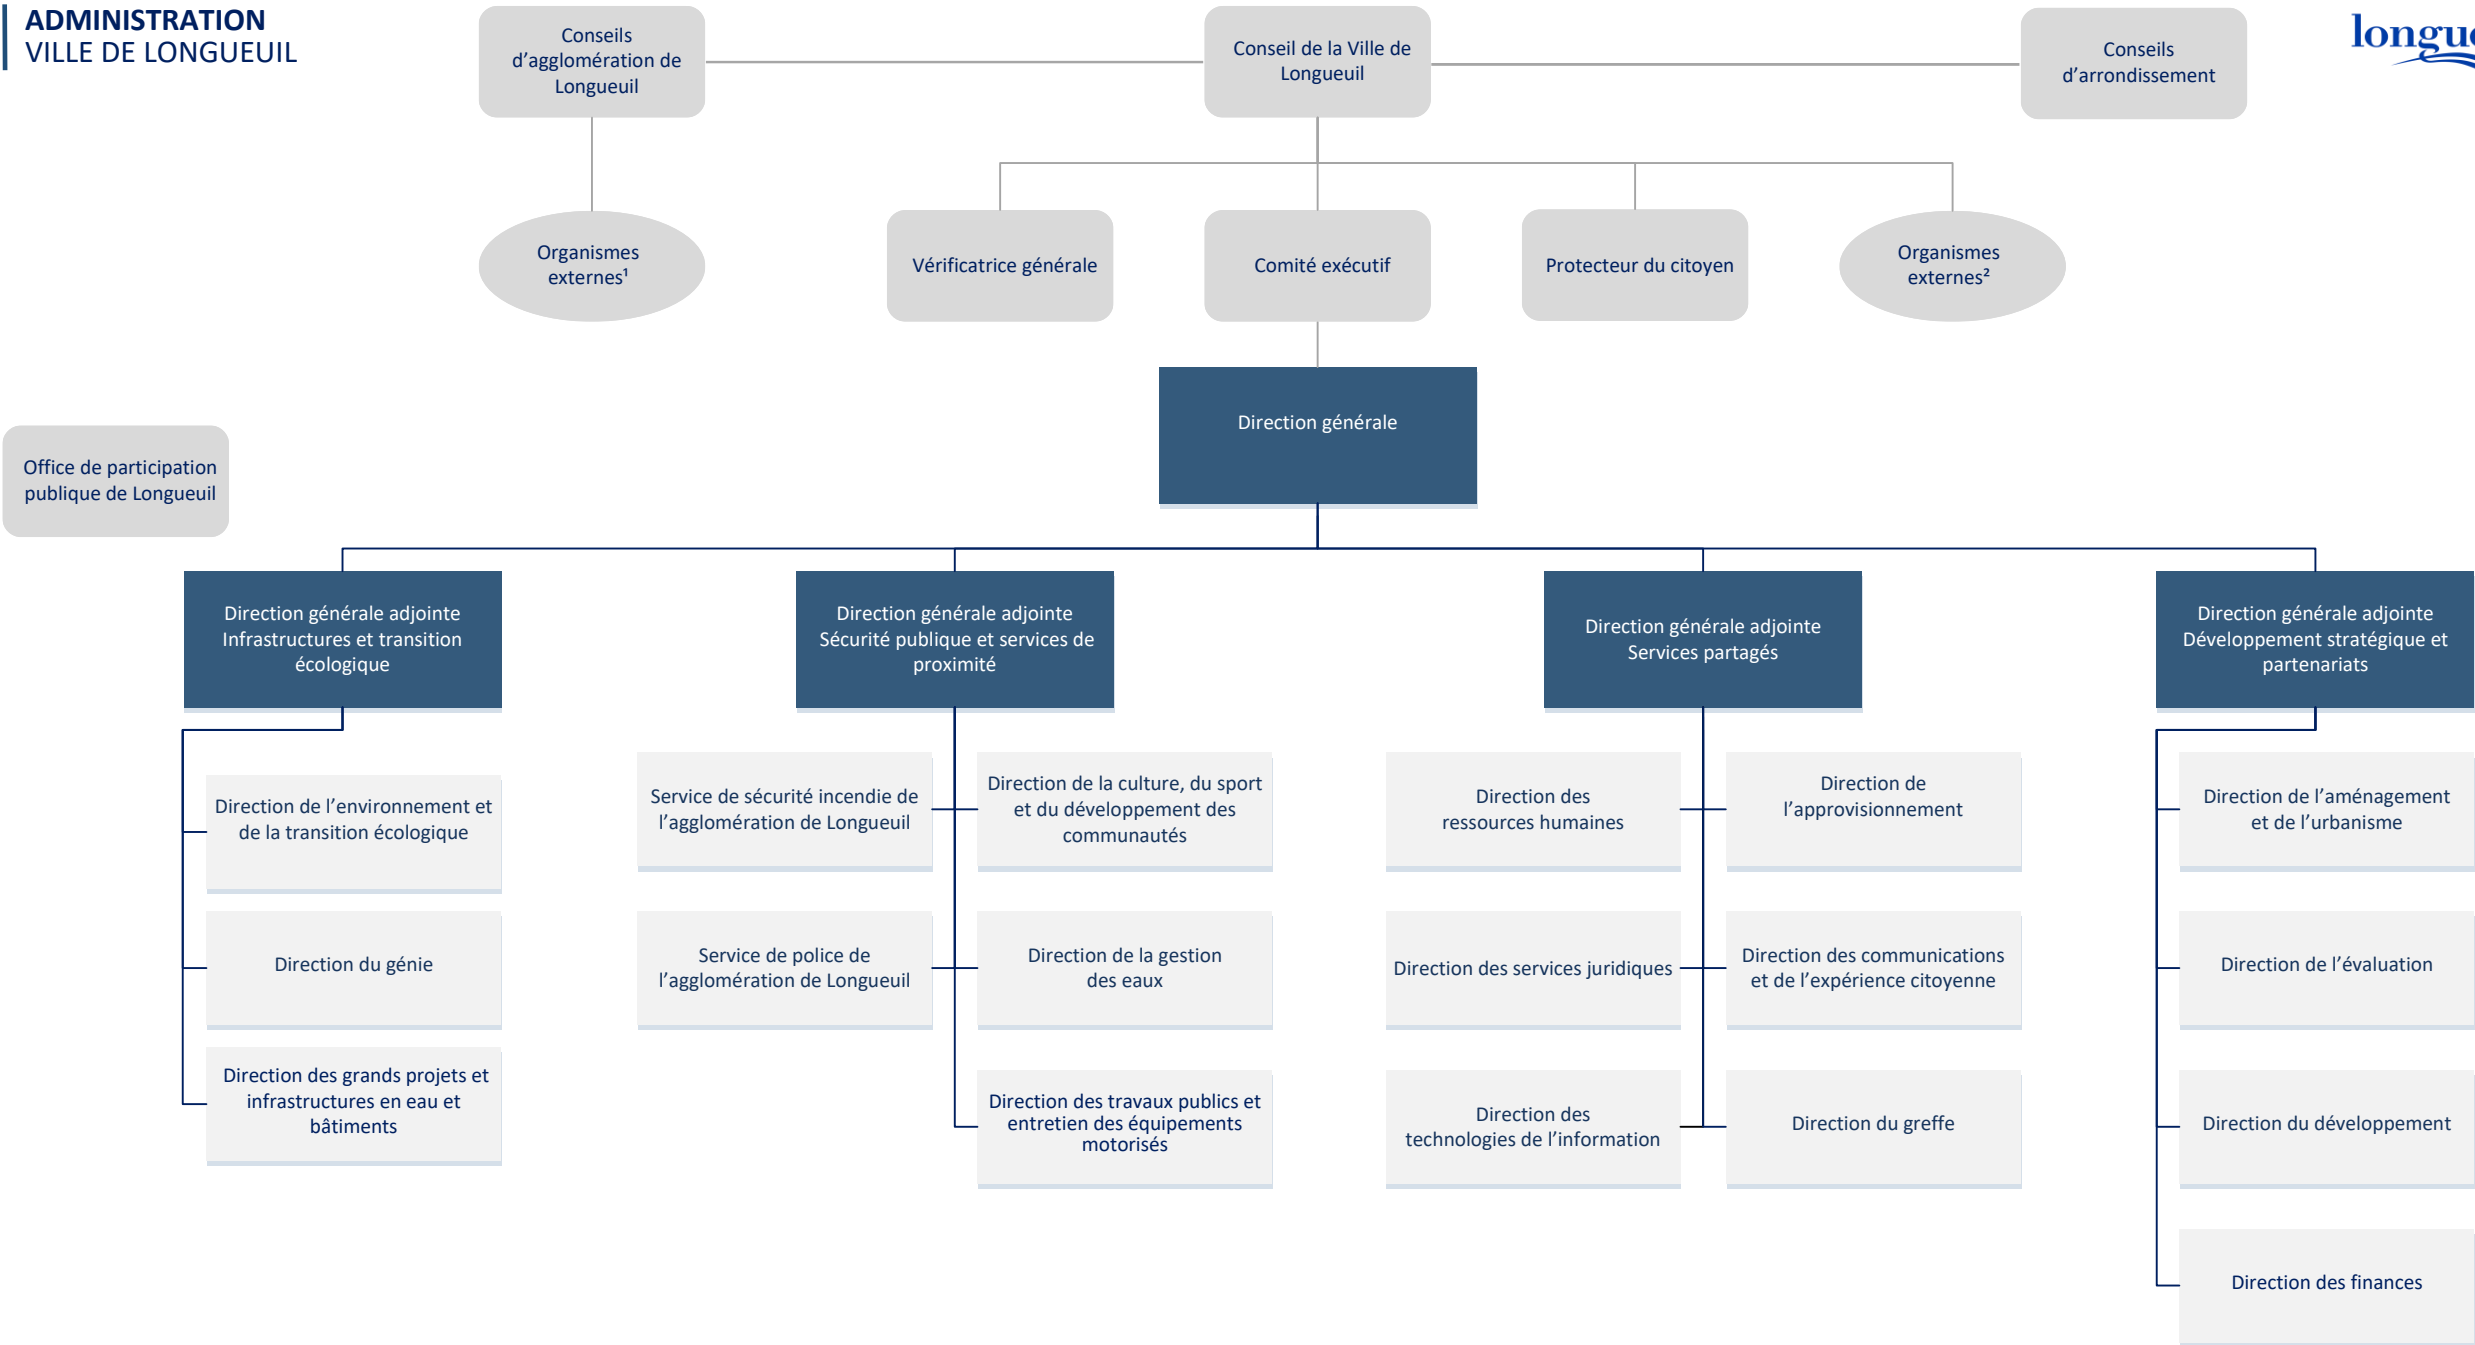 ADMINISTRATION
VILLE DE LONGUEUIL
Conseils
d’agglomération de
Longueuil
Conseil de la Ville de
Longueuil
Conseils
d’arrondissement
Organismes
externes¹
Vérificatrice générale
Comité exécutif
Protecteur du citoyen
Organismes
externes²
Direction générale
Office de participation
publique de Longueuil
Direction générale adjointe
Infrastructures et transition
écologique
Direction générale adjointe
Sécurité publique et services de
proximité
Direction générale adjointe
Services partagés
Direction générale adjointe
Développement stratégique et
partenariats
Direction de l’environnement et
de la transition écologique
Direction du génie
Direction des grands projets et
infrastructures en eau et
bâtiments
Service de sécurité incendie de
l’agglomération de Longueuil
Service de police de
l’agglomération de Longueuil
Direction de la culture, du sport
et du développement des
communautés
Direction de la gestion
des eaux
Direction des travaux publics et
entretien des équipements
motorisés
Direction des
ressources humaines
Direction des services juridiques
Direction des
technologies de l’information
Direction de
l’approvisionnement
Direction des communications
et de l’expérience citoyenne
Direction du greffe
Direction de l’aménagement
et de l’urbanisme
Direction de l’évaluation
Direction du développement
Direction des finances